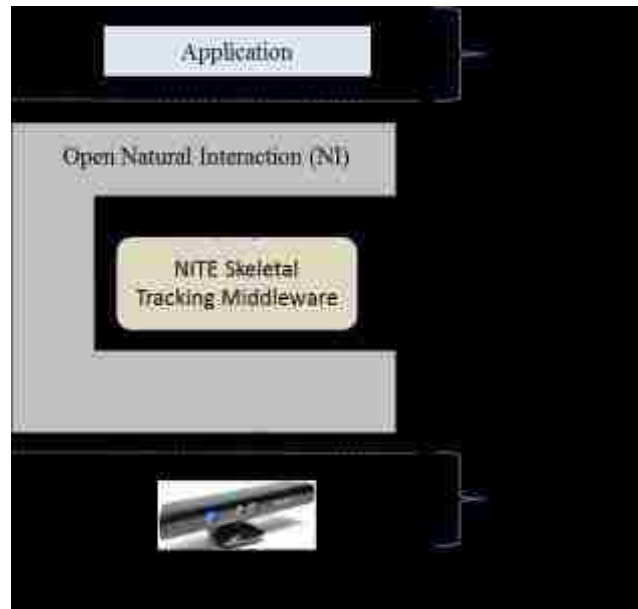 Application
Open Natural Interaction (NI)
NITE Skeletal
Tracking Middleware